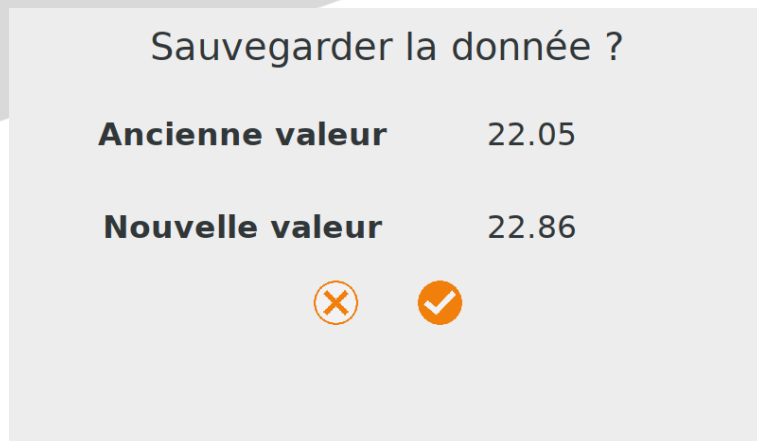 Sauvegarder la donnée ?
Ancienne valeur 22.05
Nouvelle valeur 22.86